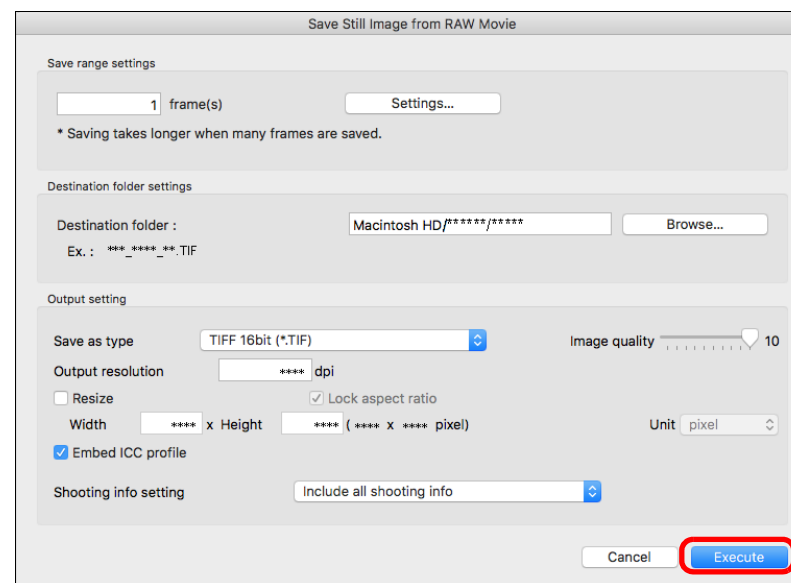 Save Still Image from RAW Movie
Save range settings
1 frame(s) Settings...
* Saving takes longer when many frames are saved.
Destination folder settings
Destination folder : Macintosh HD/******/***** Browse...
Ex. : ***_****_**.TIF
Output setting
Save as type TIFF 16bit (*.TIF) Image quality 10
Output resolution **** dpi
Resize Lock aspect ratio
Width **** x Height **** ( **** x **** pixel) Unit pixel
Embed ICC profile
Shooting info setting Include all shooting info
Cancel Execute